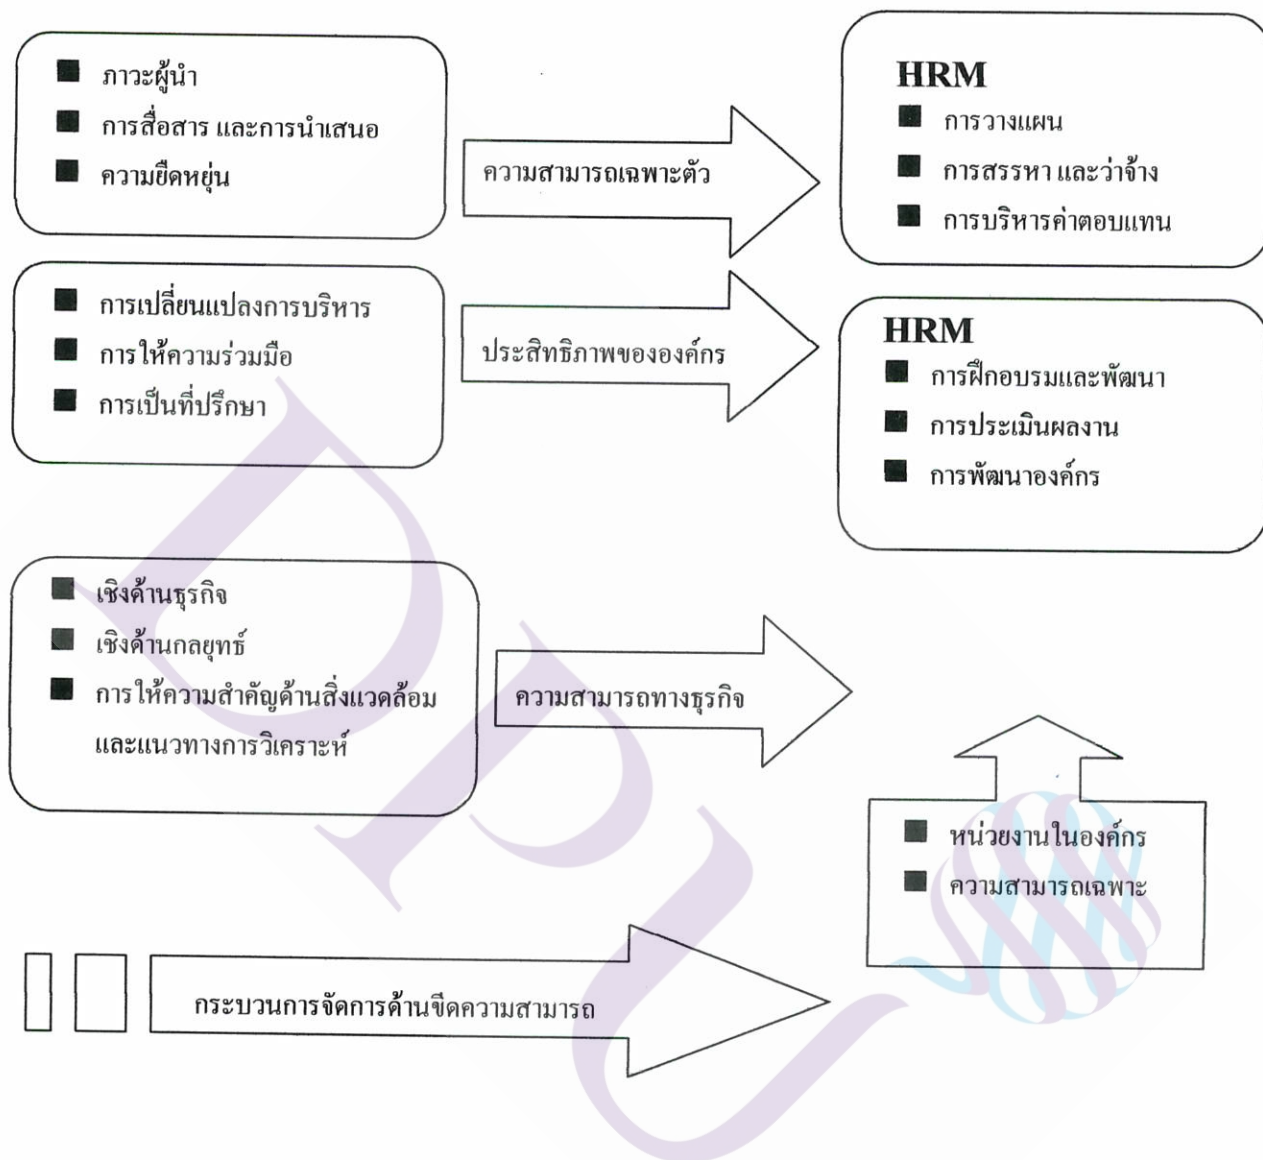 ภาวะผู้นำ
การสื่อสาร และการนำเสนอ
ความยืดหยุ่น
ความสามารถเฉพาะตัว
HRM
การวางแผน
การสรรหา และว่าจ้าง
การบริหารค่าตอบแทน
การเปลี่ยนแปลงการบริหาร
การให้ความร่วมมือ
การเป็นที่ปรึกษา
ประสิทธิภาพขององค์กร
HRM
การฝึกอบรมและพัฒนา
การประเมินผลงาน
การพัฒนาองค์กร
เชิงด้านธุรกิจ
เชิงด้านกลยุทธ์
การให้ความสำคัญด้านสิ่งแวดล้อม
และแนวทางการวิเคราะห์
ความสามารถทางธุรกิจ
หน่วยงานในองค์กร
ความสามารถเฉพาะ
กระบวนการจัดการด้านขีดความสามารถ
DPU